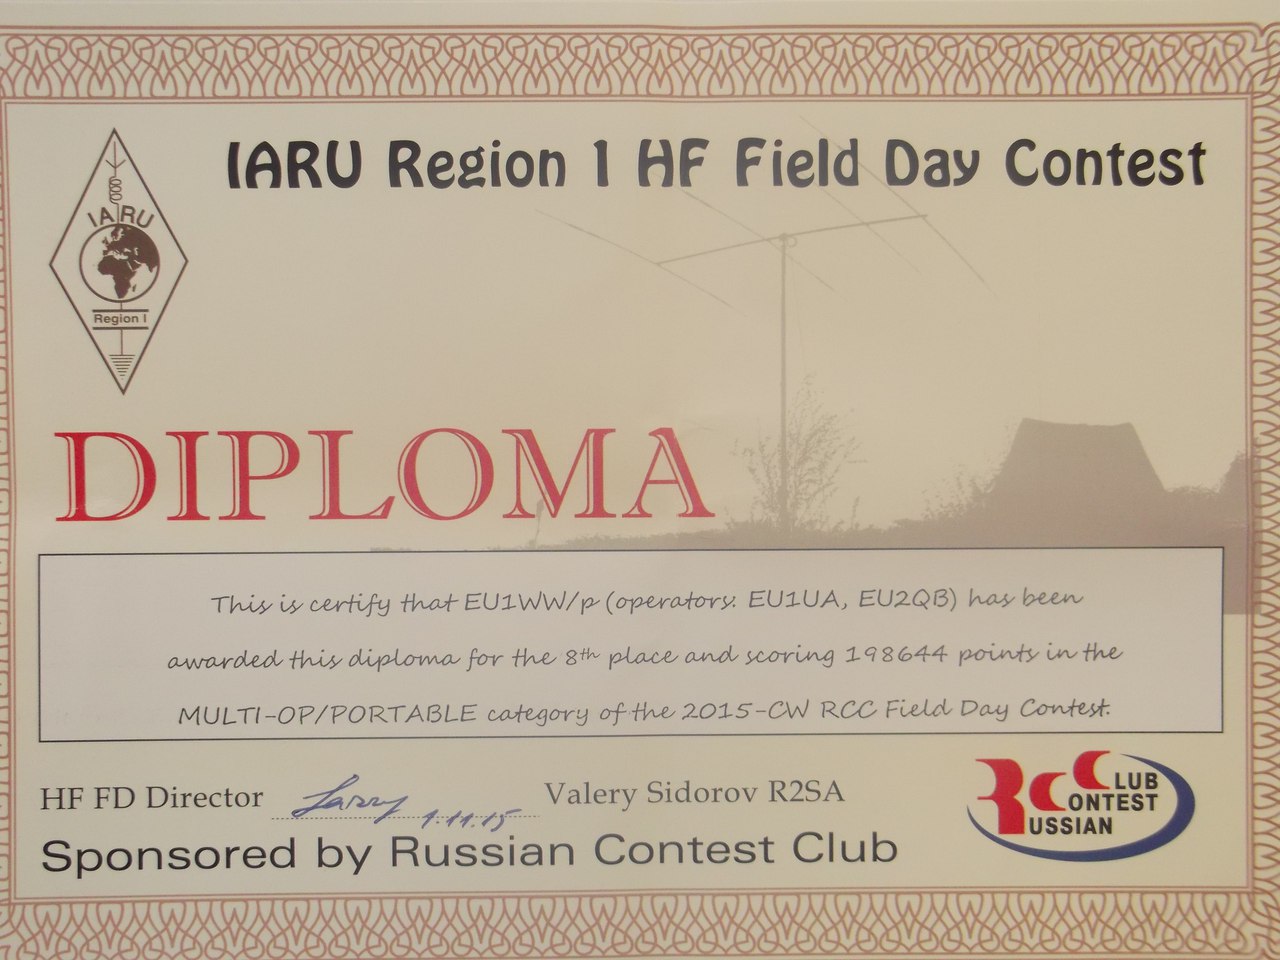 IARU Region 1 HF Field Day Contest
IARU
Region I
DIPLOMA
This is certify that EU1WW/p (operators: EU1UA, EU2QB) has been
awarded this diploma for the 8th place and scoring 198644 points in the
MULTI-OP/PORTABLE category of the 2015-CW RCC Field Day Contest.
HF FD Director Larry 1.11.15 Valery Sidorov R2SA
Sponsored by Russian Contest Club
CLUB
CONTEST
RUSSIAN